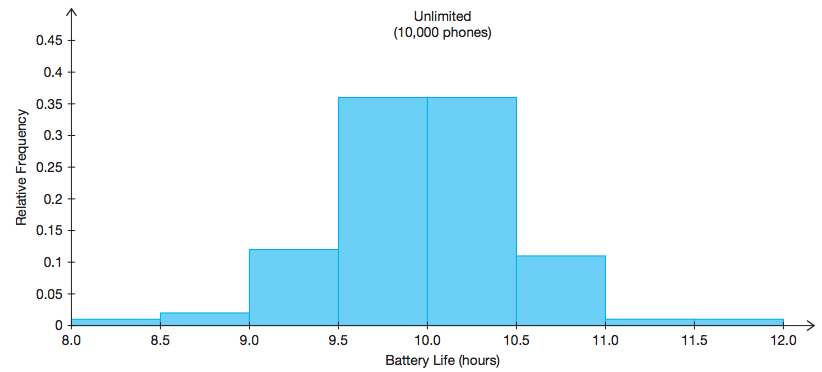 Unlimited
(10,000 phones)
Relative Frequency
0.45
0.4
0.35
0.3
0.25
0.2
0.15
0.1
0.05
0
8.0 8.5 9.0 9.5 10.0 10.5 11.0 11.5 12.0
Battery Life (hours)